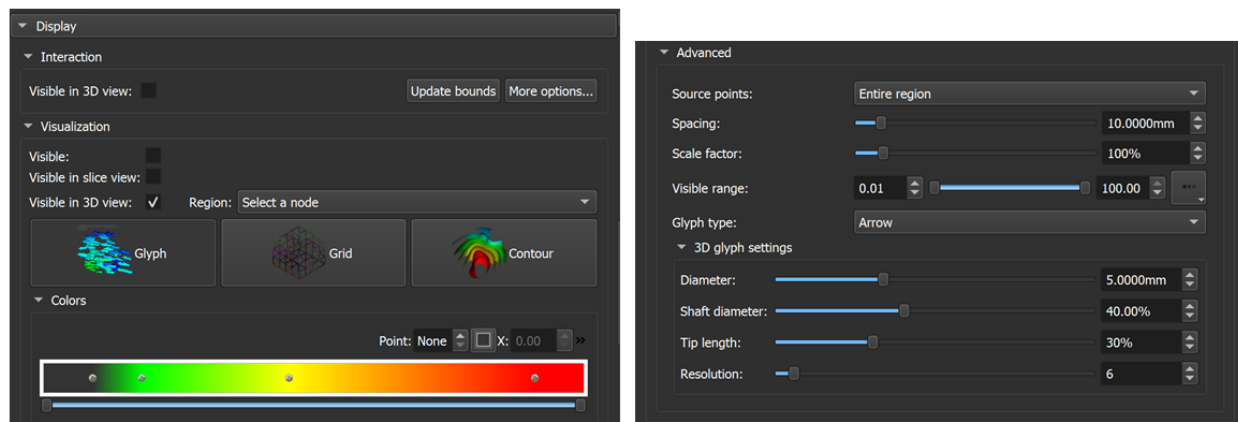 Display
Interaction
Visible in 3D view:
Update bounds More options...
Visualization
Visible:
Visible in slice view:
Visible in 3D view: Region: Select a node
Glyph Grid Contour
Colors
Point: None X: 0.00 »
Advanced
Source points: Entire region
Spacing: 10.0000mm
Scale factor: 100%
Visible range: 0.01 100.00
Glyph type: Arrow
3D glyph settings
Diameter: 5.0000mm
Shaft diameter: 40.00%
Tip length: 30%
Resolution: 6